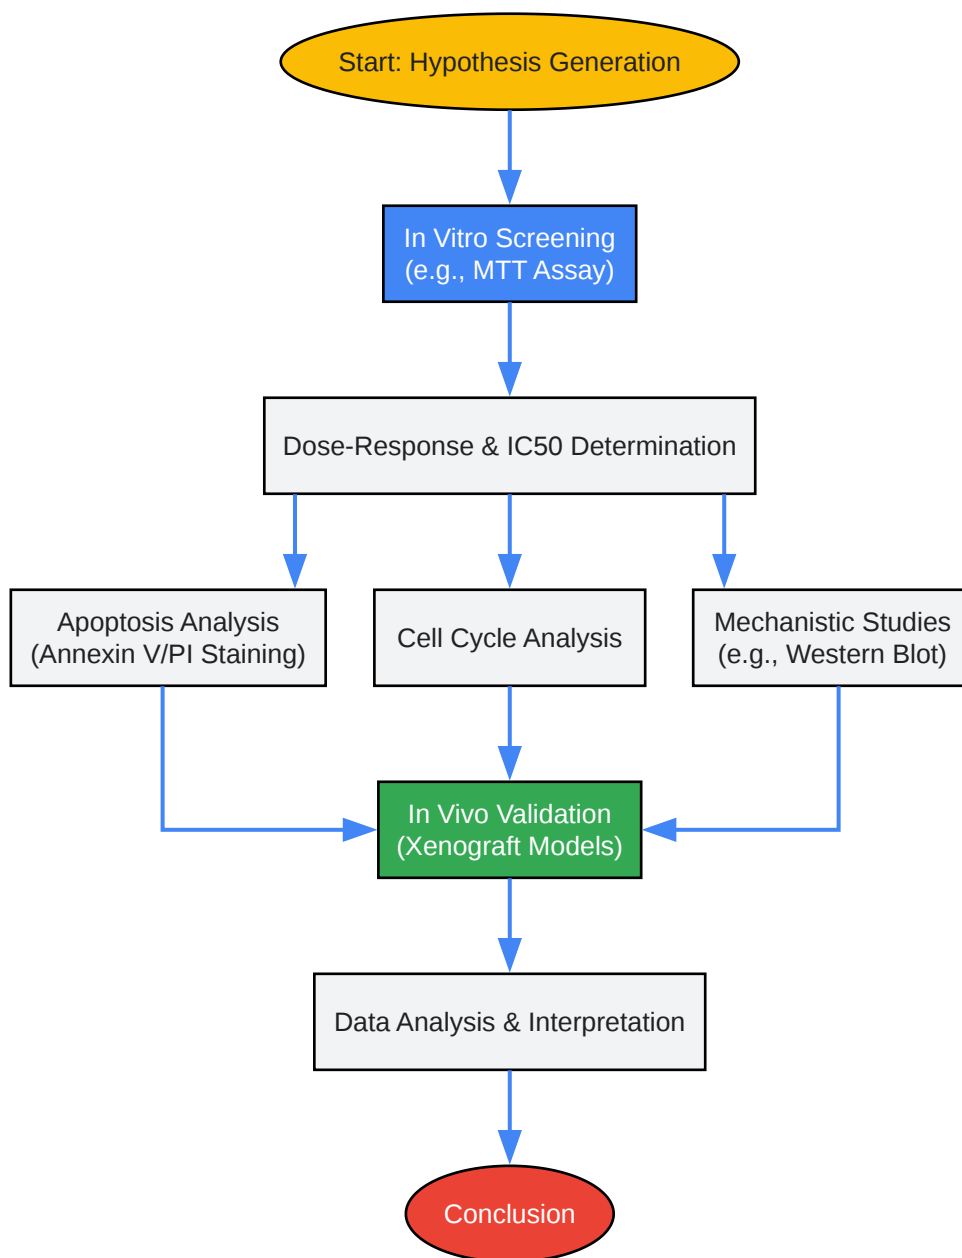 Start: Hypothesis Generation
In Vitro Screening
(e.g., MTT Assay)
Dose-Response & IC50 Determination
Apoptosis Analysis
(Annexin V/PI Staining)
Cell Cycle Analysis
Mechanistic Studies
(e.g., Western Blot)
In Vivo Validation
(Xenograft Models)
Data Analysis & Interpretation
Conclusion